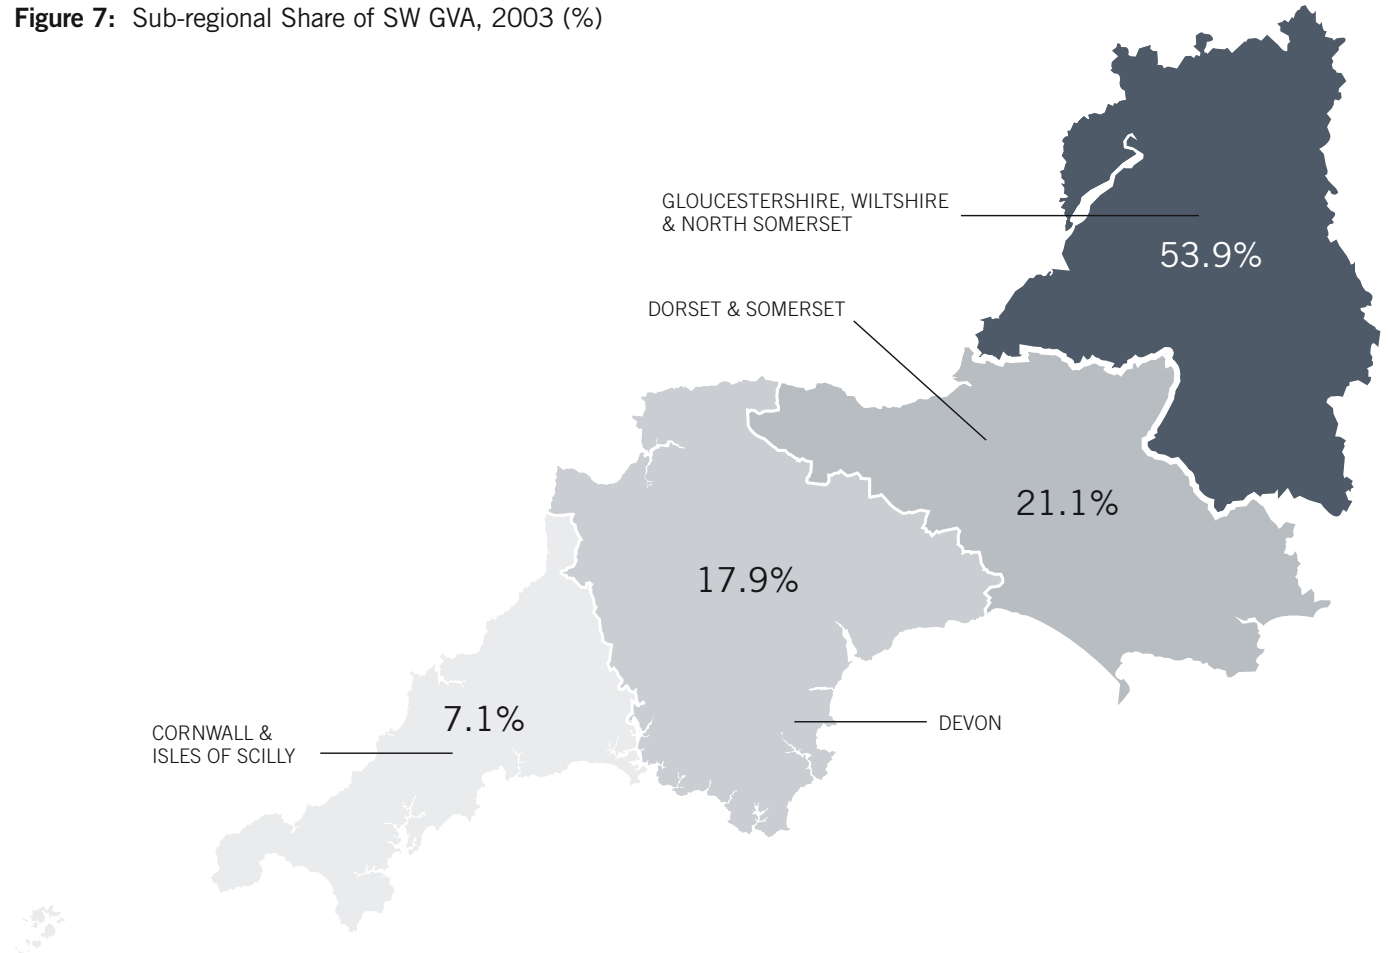 Figure 7: Sub-regional Share of SW GVA, 2003 (%)
GLOUCESTERSHIRE, WILTSHIRE
& NORTH SOMERSET
53.9%
DORSET & SOMERSET
21.1%
17.9%
DEVON
7.1%
CORNWALL &
ISLES OF SCILLY